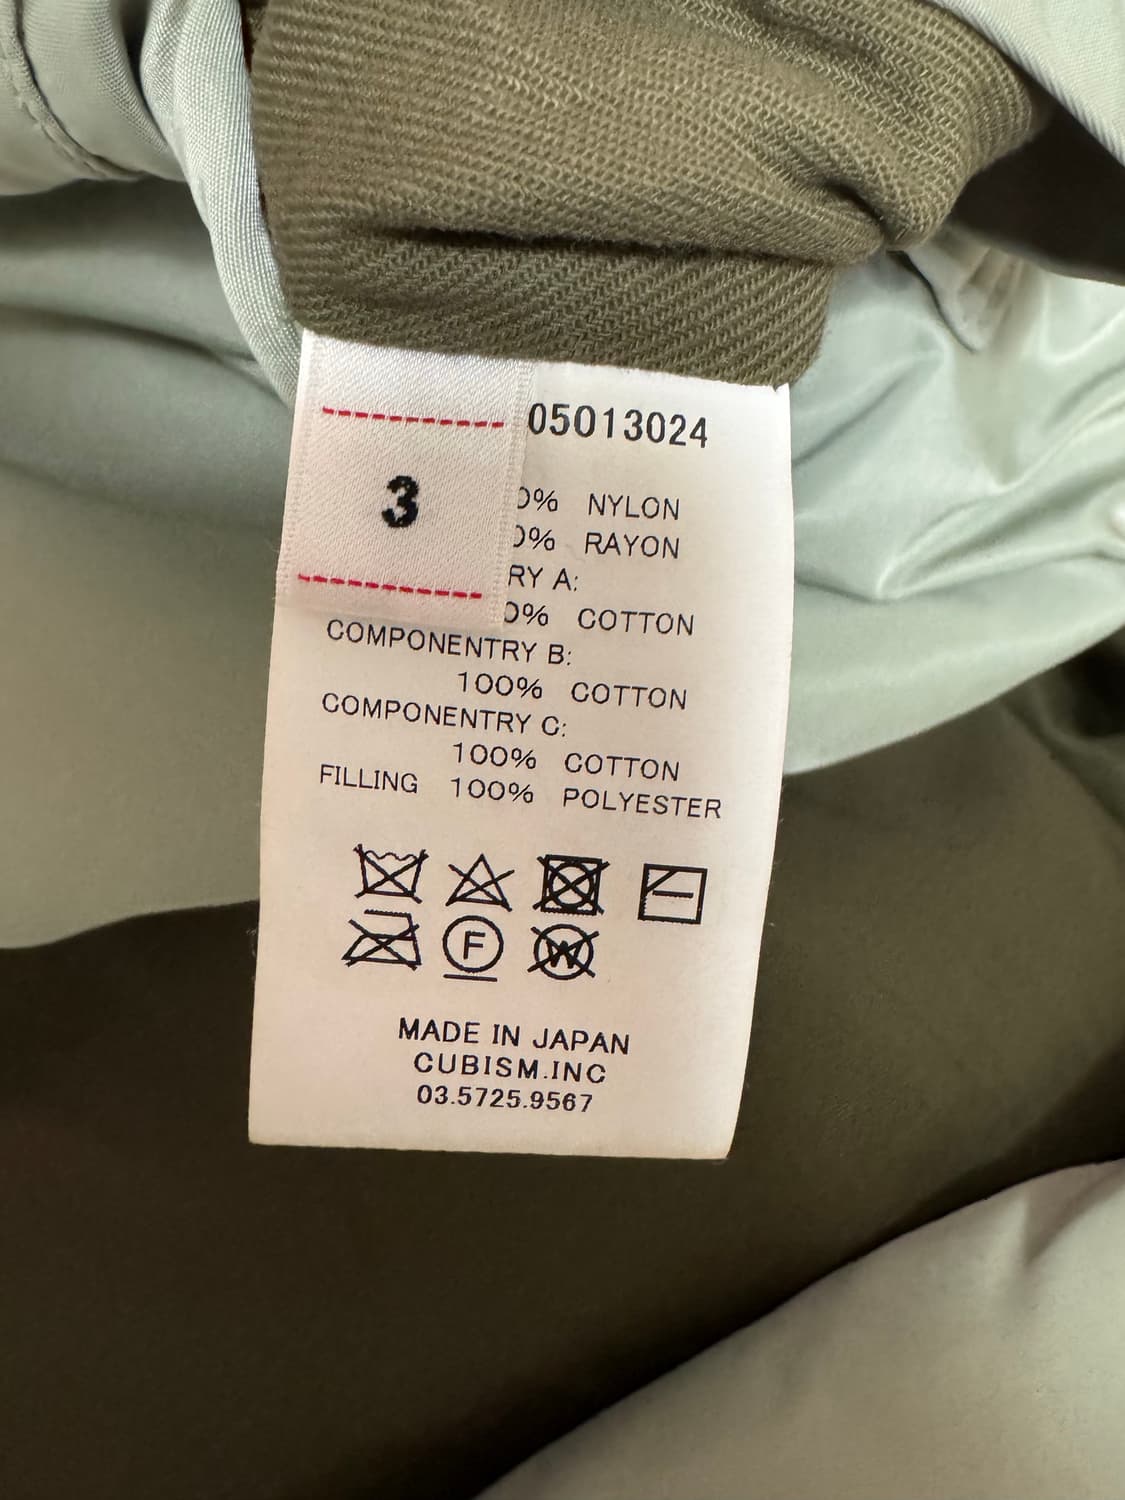 05013024
3
0% NYLON
0% RAYON
RY A:
0% COTTON
COMPONENTRY B:
100% COTTON
COMPONENTRY C:
100% COTTON
FILLING 100% POLYESTER
F
W
MADE IN JAPAN
CUBISM.INC
03.5725.9567